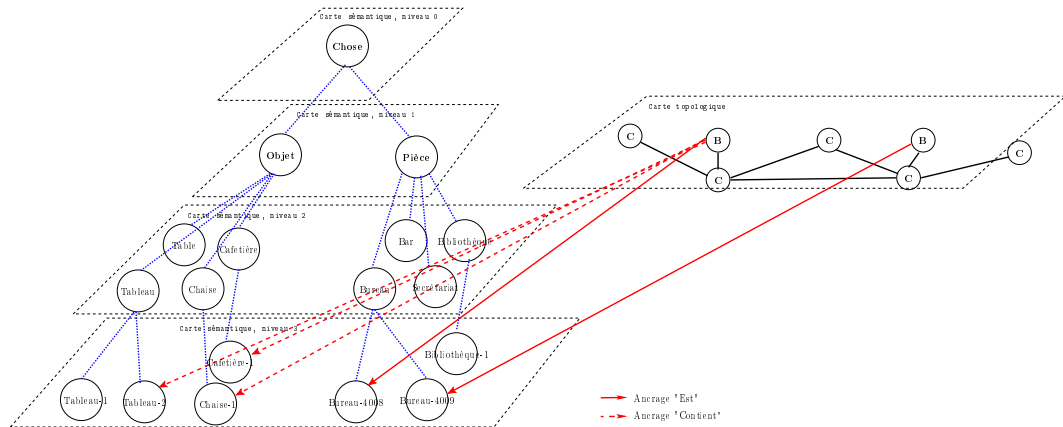 Carte sémantique, niveau 0
Chose
Carte sémantique, niveau 1
Objet
Pièce
Carte topologique
C
B
C
B
C
C
C
Carte sémantique, niveau 2
Table
Cafetière
Bar
Bibliothèque
Tableau
Chaise
Bureau
Secrétariat
Carte sémantique, niveau 3
Cafetière-1
Bibliothèque-1
Tableau-1
Tableau-2
Chaise-1
Bureau-4008
Bureau-4009
Ancrage "Est"
Ancrage "Contient"